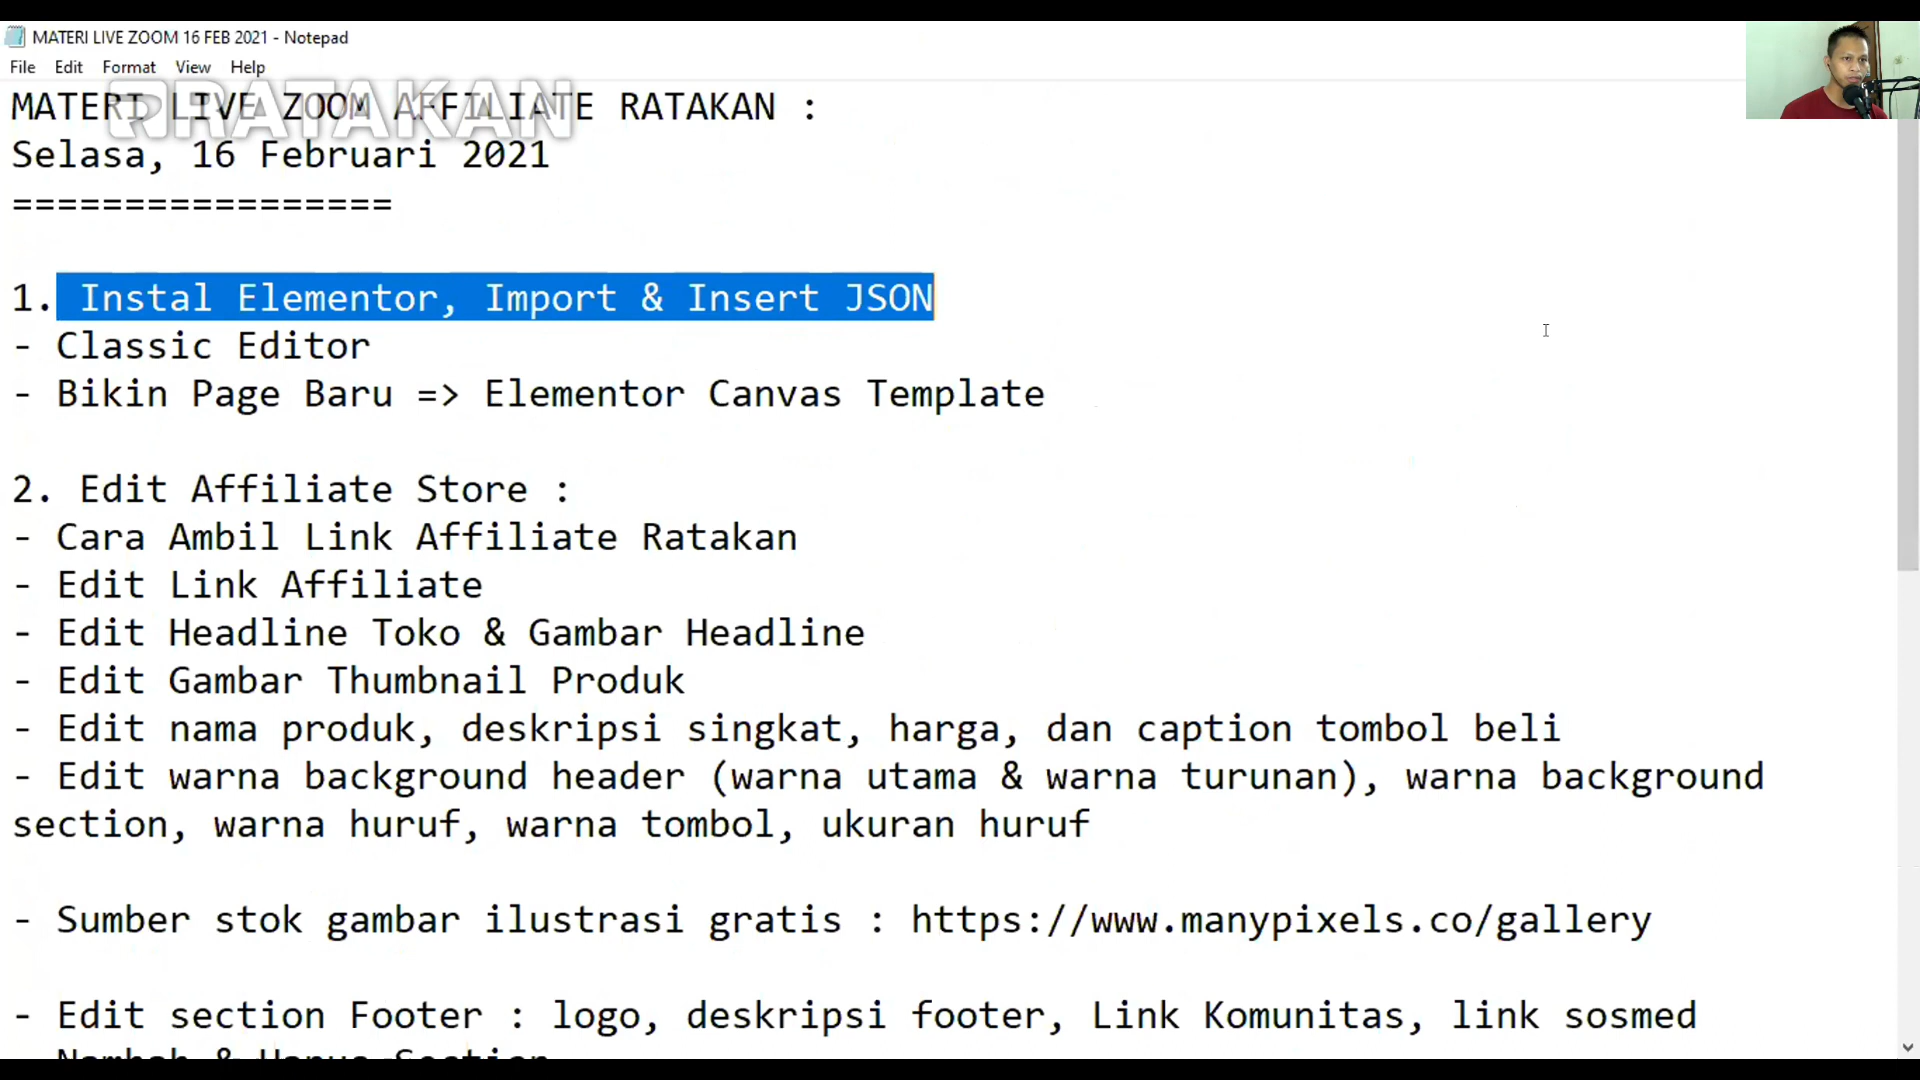 MATERI LIVE ZOOM 16 FEB 2021 - Notepad
File Edit Format View Help
RATAKAN
MATERI LIVE ZOOM AFFILIATE RATAKAN :
Selasa, 16 Februari 2021
=================
1. Instal Elementor, Import & Insert JSON
- Classic Editor
- Bikin Page Baru => Elementor Canvas Template
2. Edit Affiliate Store :
- Cara Ambil Link Affiliate Ratakan
- Edit Link Affiliate
- Edit Headline Toko & Gambar Headline
- Edit Gambar Thumbnail Produk
- Edit nama produk, deskripsi singkat, harga, dan caption tombol beli
- Edit warna background header (warna utama & warna turunan), warna background
section, warna huruf, warna tombol, ukuran huruf
- Sumber stok gambar ilustrasi gratis : https://www.manypixels.co/gallery
- Edit section Footer : logo, deskripsi footer, Link Komunitas, link sosmed